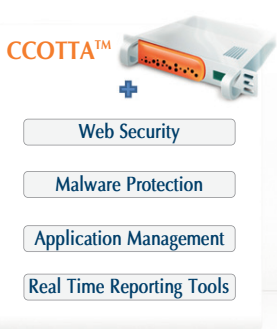 CCOTTA™
Web Security
Malware Protection
Application Management
Real Time Reporting Tools